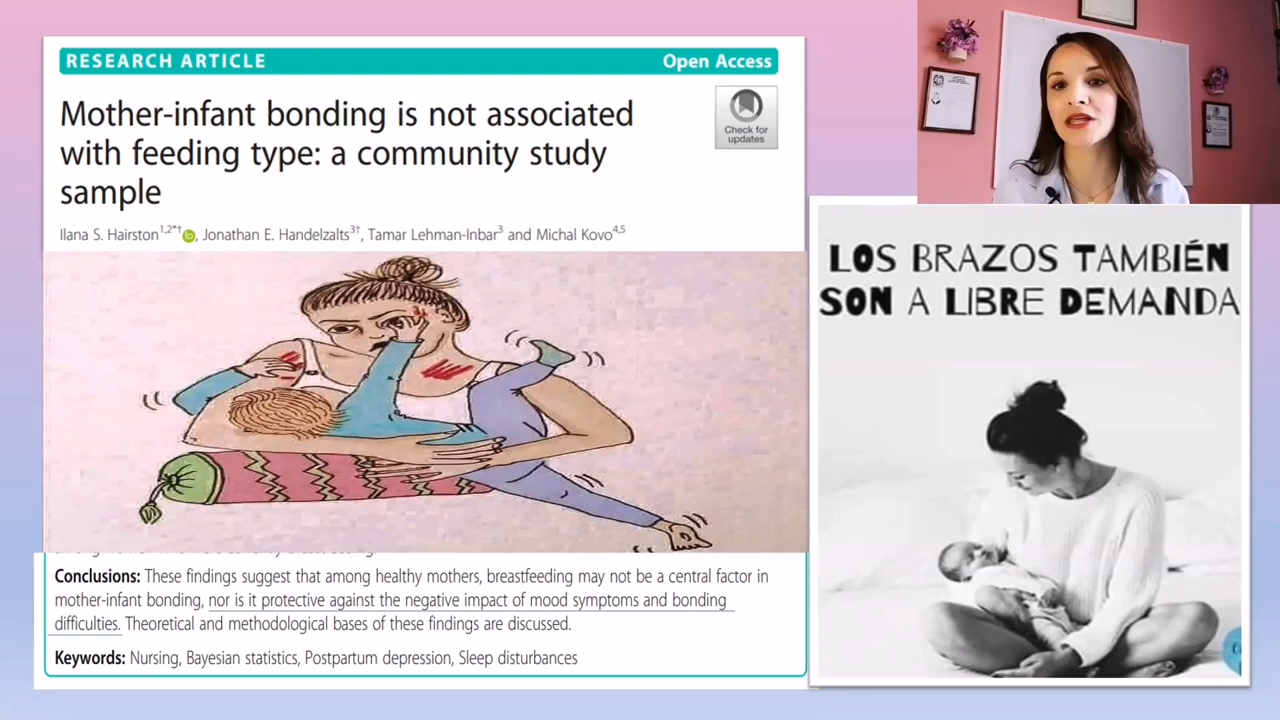 RESEARCH ARTICLE
Open Access
Mother-infant bonding is not associated
with feeding type: a community study
sample
Check for
updates
Ilana S. Hairston1,2*† , Jonathan E. Handelzalts3†, Tamar Lehman-Inbar3 and Michal Kovo4,5
Conclusions: These findings suggest that among healthy mothers, breastfeeding may not be a central factor in
mother-infant bonding, nor is it protective against the negative impact of mood symptoms and bonding
difficulties. Theoretical and methodological bases of these findings are discussed.
Keywords: Nursing, Bayesian statistics, Postpartum depression, Sleep disturbances
LOS BRAZOS TAMBIÉN
SON A LIBRE DEMANDA